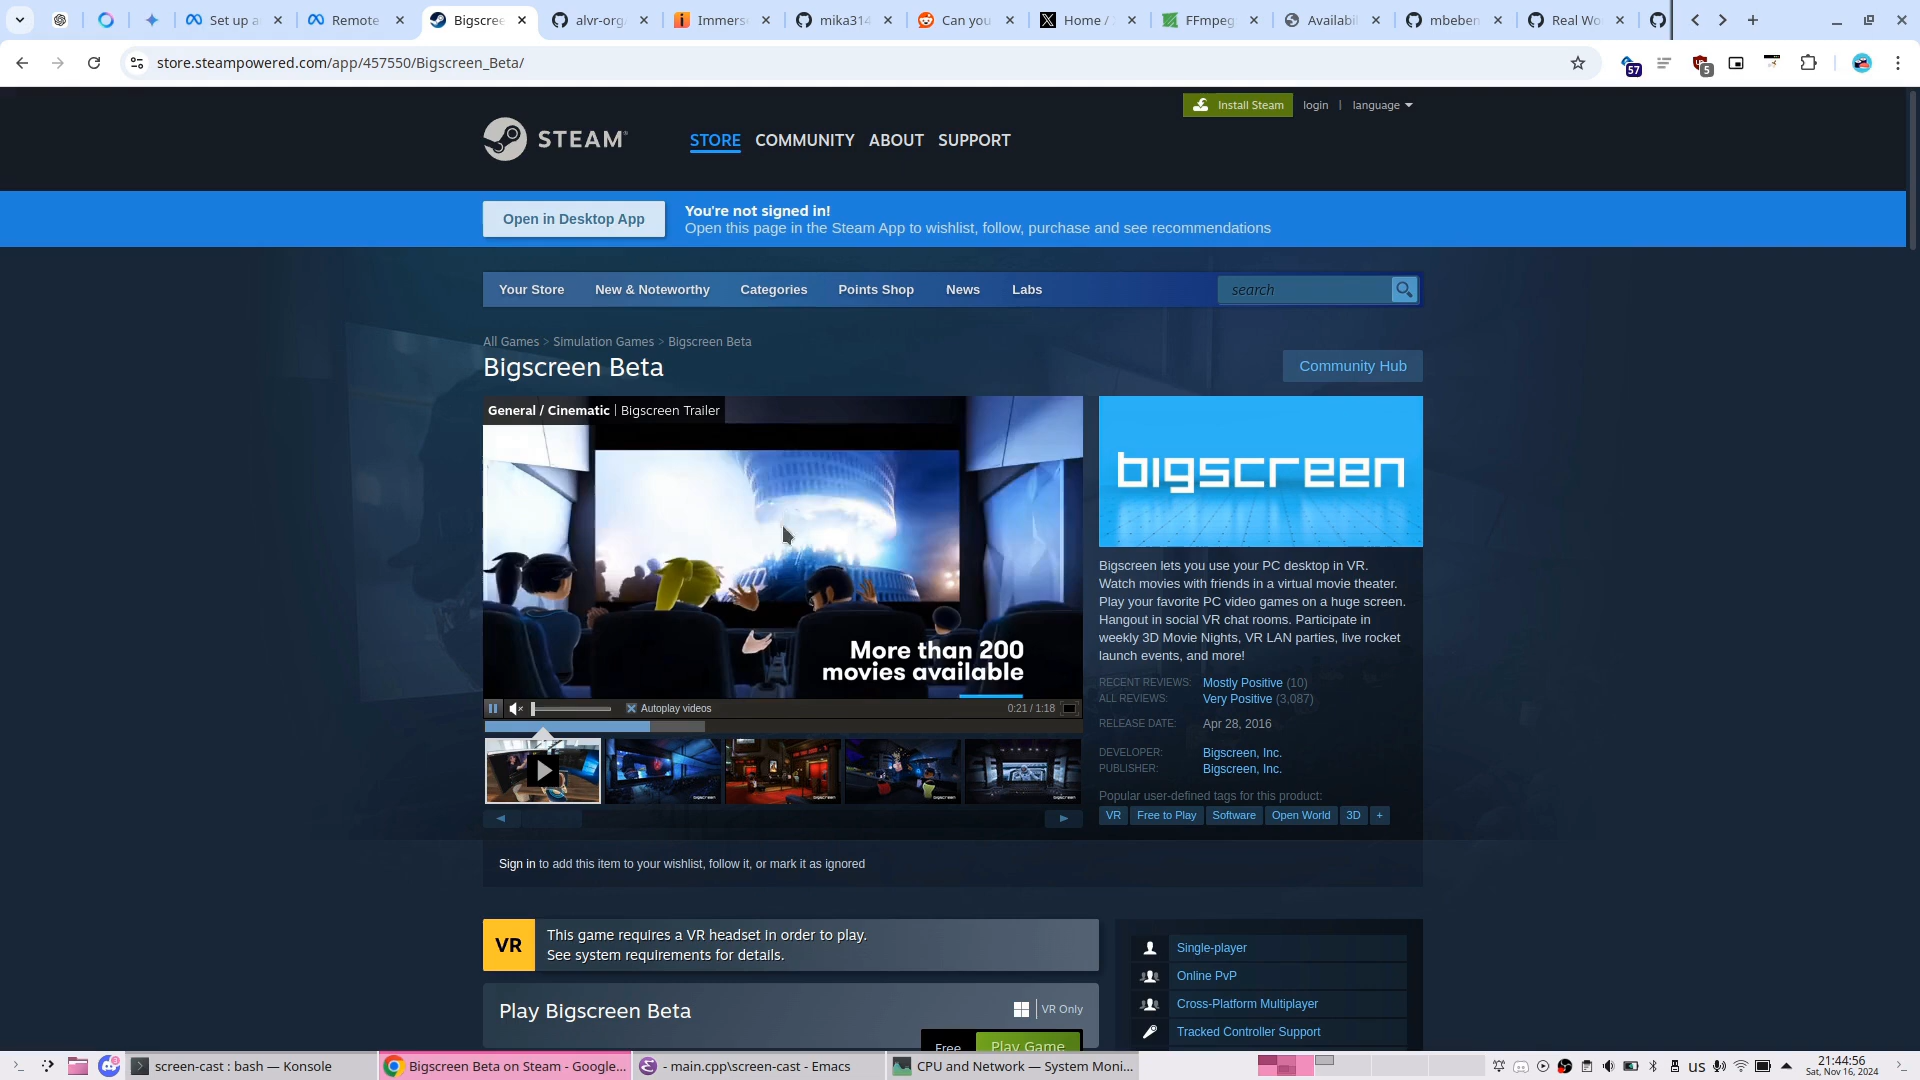 Set up a
Remote
Bigscree
alvr-org
Immers
mika314
Can you
Home /
FFmpeg
Availabi
mbeben
Real Wo
store.steampowered.com/app/457550/Bigscreen_Beta/
57
5
Install Steam
login
|
language
STEAM
STORE
COMMUNITY
ABOUT
SUPPORT
Open in Desktop App
You're not signed in!
Open this page in the Steam App to wishlist, follow, purchase and see recommendations
Your Store
New & Noteworthy
Categories
Points Shop
News
Labs
search
All Games > Simulation Games > Bigscreen Beta
Bigscreen Beta
Community Hub
General / Cinematic | Bigscreen Trailer
More than 200
movies available
Autoplay videos
0:21 / 1:18
bigscreen
Bigscreen lets you use your PC desktop in VR.
Watch movies with friends in a virtual movie theater.
Play your favorite PC video games on a huge screen.
Hangout in social VR chat rooms. Participate in
weekly 3D Movie Nights, VR LAN parties, live rocket
launch events, and more!
RECENT REVIEWS: Mostly Positive (10)
ALL REVIEWS: Very Positive (3,087)
RELEASE DATE: Apr 28, 2016
DEVELOPER: Bigscreen, Inc.
PUBLISHER: Bigscreen, Inc.
Popular user-defined tags for this product:
VR
Free to Play
Software
Open World
3D
+
Sign in to add this item to your wishlist, follow it, or mark it as ignored
VR
This game requires a VR headset in order to play.
See system requirements for details.
Play Bigscreen Beta
VR Only
Free
Play Game
Single-player
Online PvP
Cross-Platform Multiplayer
Tracked Controller Support
3
screen-cast : bash — Konsole
Bigscreen Beta on Steam - Google...
- main.cpp\screen-cast - Emacs
CPU and Network — System Moni...
us
21:44:56
Sat, Nov 16, 2024